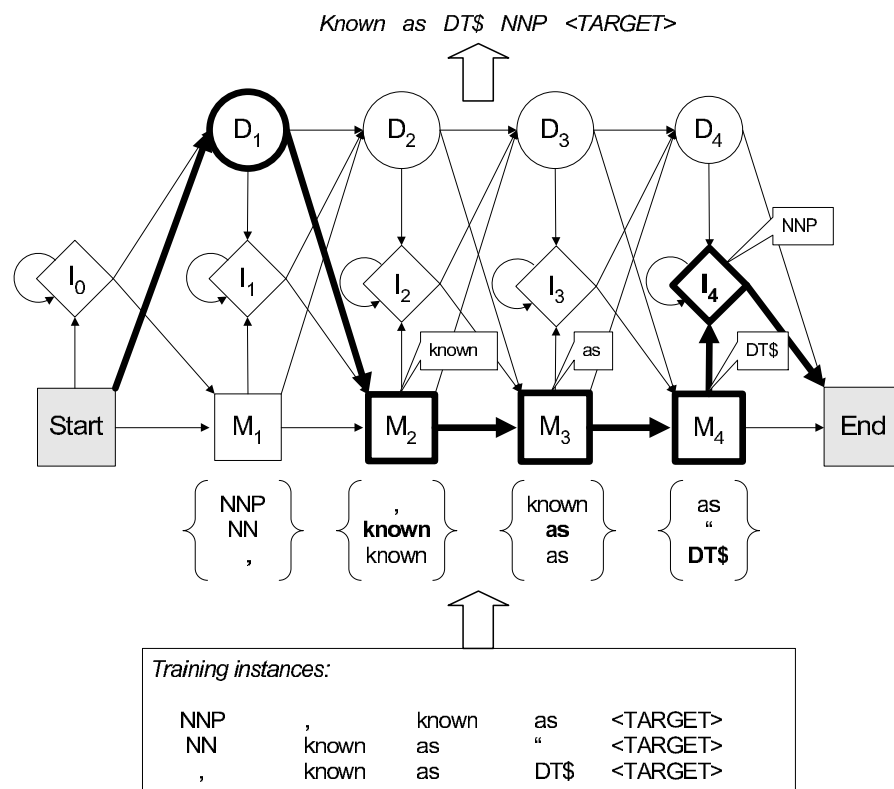 Known as DT$ NNP <TARGET>
D1 D2 D3 D4
NNP
I0 I1 I2 I3 I4
known as DT$
Start M1 M2 M3 M4 End
NNP , known as
NN known as “
, known as DT$
Training instances:
NNP , known as <TARGET>
NN known as “ <TARGET>
, known as DT$ <TARGET>